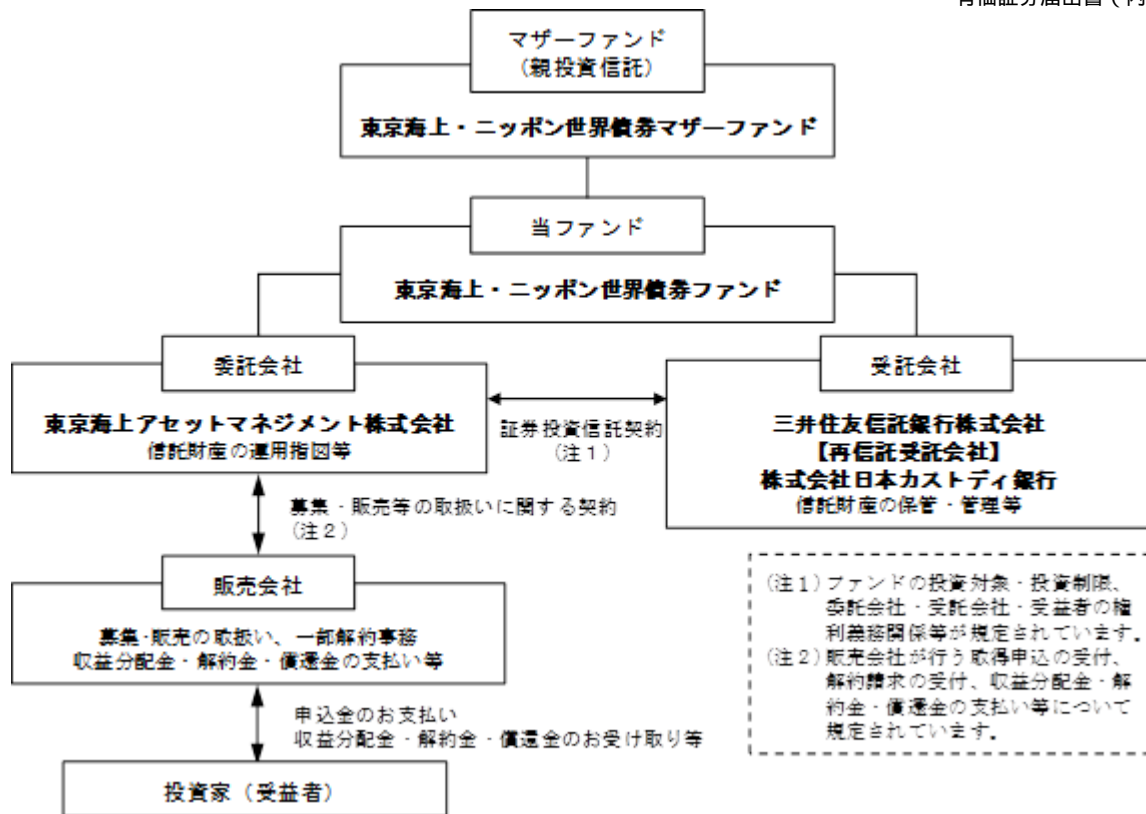 有価証券届出書（内
マザーファンド
（親投資信託）
東京海上・ニッポン世界債券マザーファンド
当ファンド
東京海上・ニッポン世界債券ファンド
委託会社
東京海上アセットマネジメント株式会社
信託財産の運用指図等
証券投資信託契約
（注１）
受託会社
三井住友信託銀行株式会社
【再信託受託会社】
株式会社日本カストディ銀行
信託財産の保管・管理等
募集・販売等の取扱いに関する契約
（注２）
販売会社
募集・販売の取扱い、一部解約事務
収益分配金・解約金・償還金の支払い等
申込金のお支払い
収益分配金・解約金・償還金のお受け取り等
投資家（受益者）
（注１）ファンドの投資対象・投資制限、
委託会社・受託会社・受益者の権
利義務関係等が規定されています。
（注２）販売会社が行う取得申込の受付、
解約請求の受付、収益分配金・解
約金・償還金の支払い等について
規定されています。